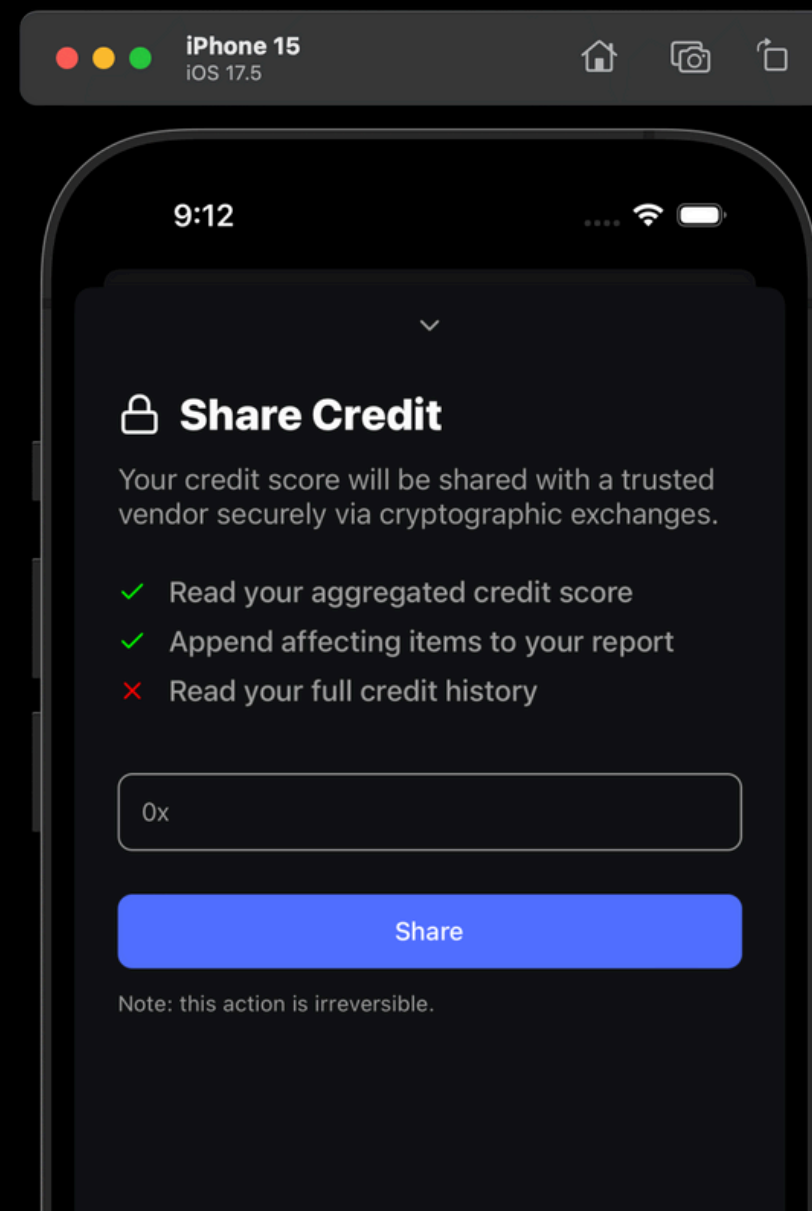 iPhone 15
iOS 17.5
9:12
Share Credit
Your credit score will be shared with a trusted
vendor securely via cryptographic exchanges.
Read your aggregated credit score
Append affecting items to your report
Read your full credit history
0x
Share
Note: this action is irreversible.